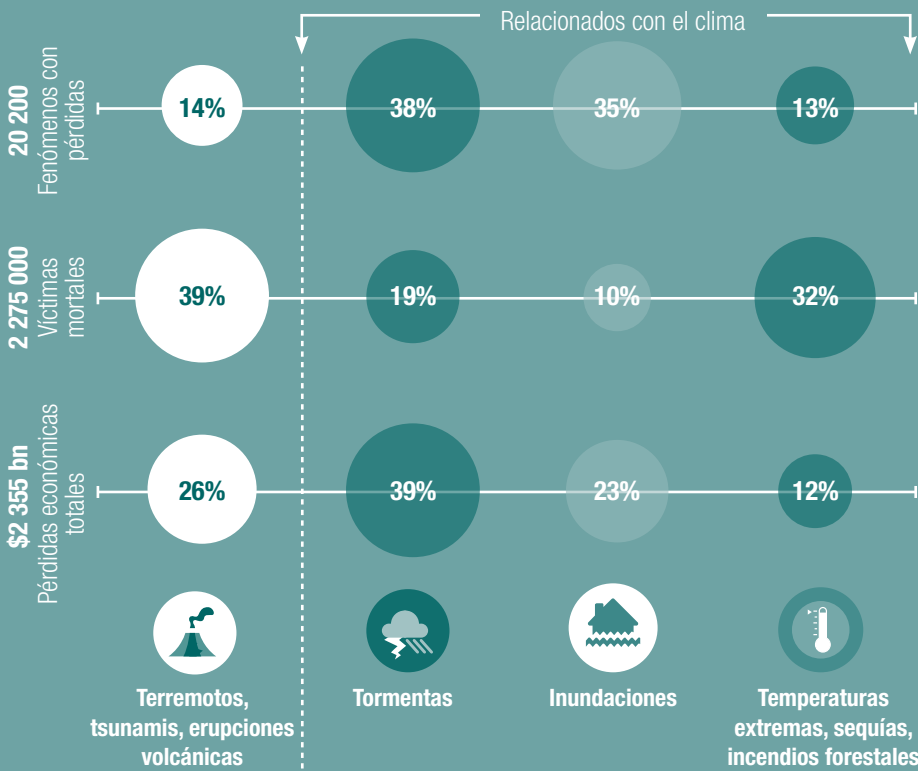 Relacionados con el clima
20 200
Fenómenos con
pérdidas
14%
38%
35%
13%
2 275 000
Víctimas
mortales
39%
19%
10%
32%
$2 355 bn
Pérdidas económicas
totales
26%
39%
23%
12%
Terremotos,
tsunamis, erupciones
volcánicas
Tormentas
Inundaciones
Temperaturas
extremas, sequías,
incendios forestales